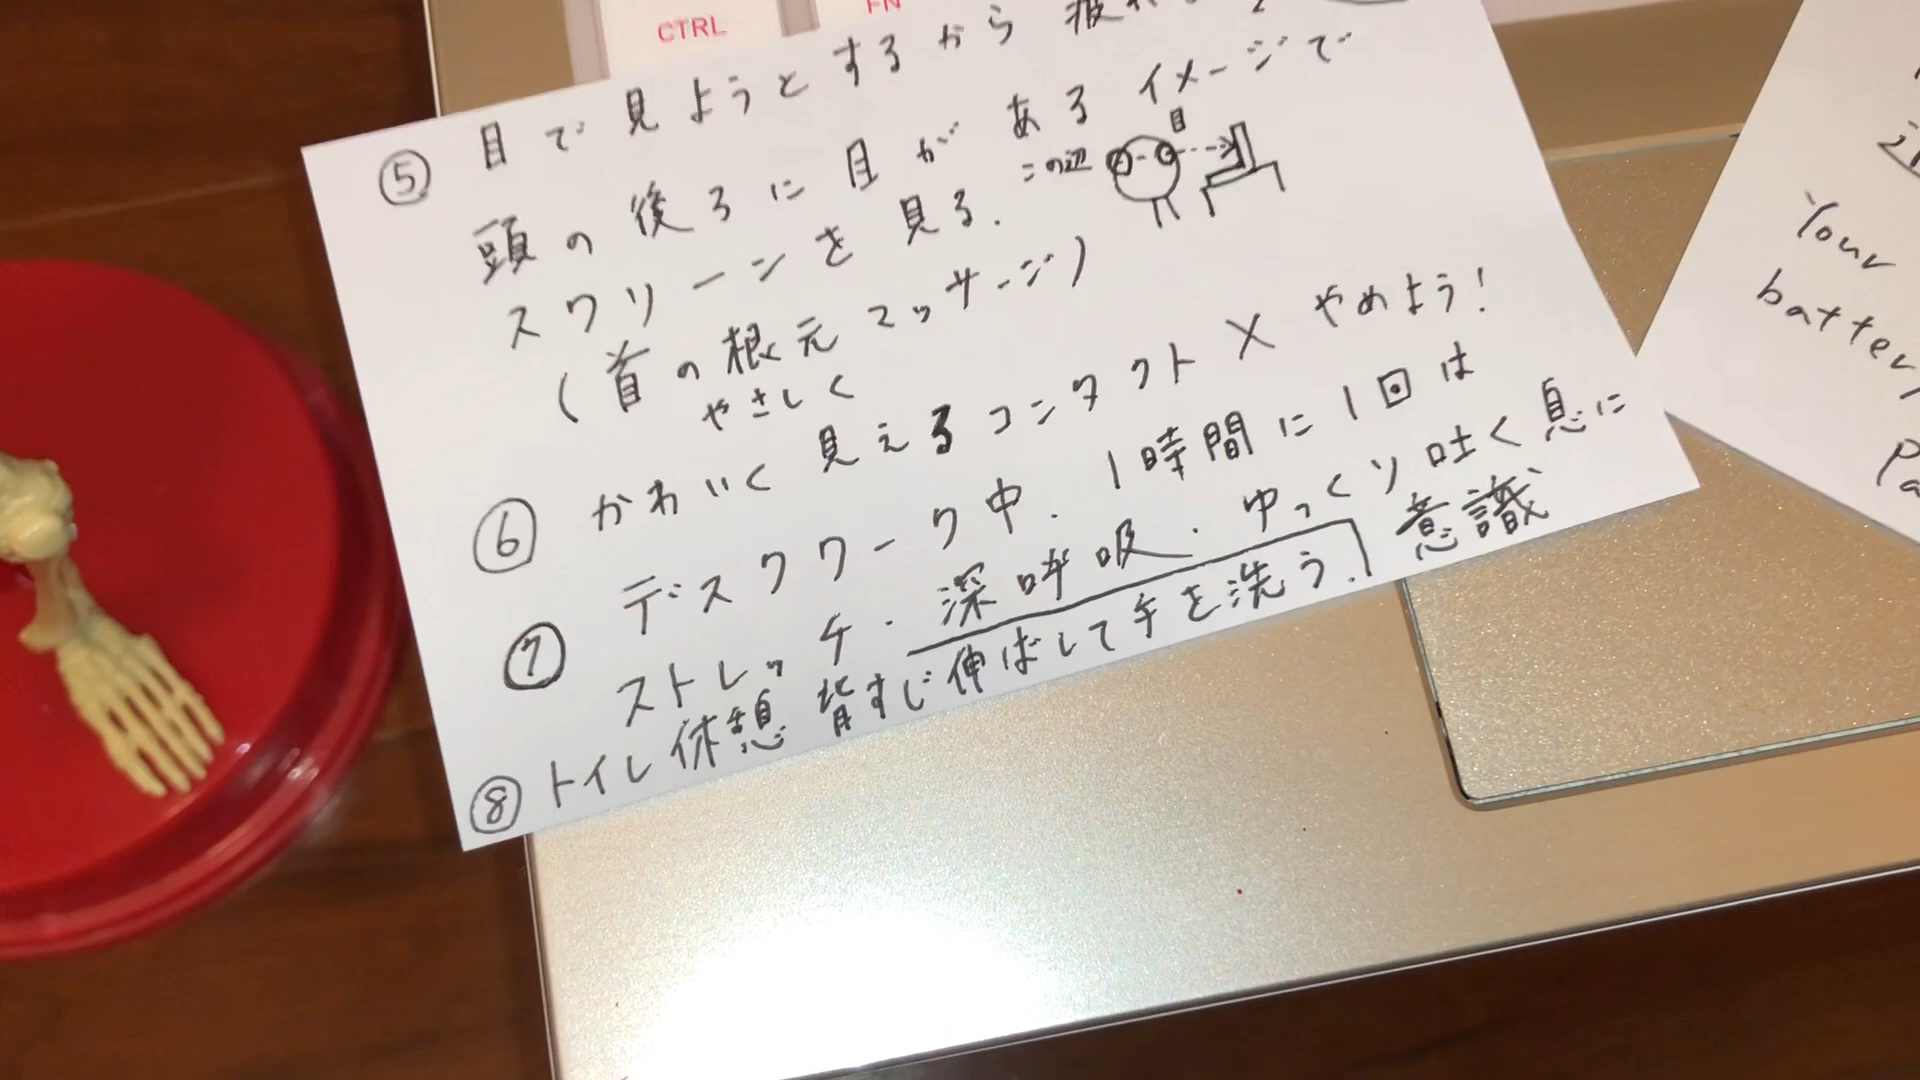 CTRL
FN
⑤ 目で見ようとするから疲
頭の後ろに目があるイメージで
スクリーンを見る.
この辺
目
(首の根元マッサージ)
やさしく
⑥ かわいく見えるコンタクト×やめよう!
⑦ デスクワーク中.1時間に1回は
ストレッチ・深呼吸.ゆっくり吐く息に
意識
⑧ トイレ休憩 背すじ伸ばして手を洗う.
Your
battery